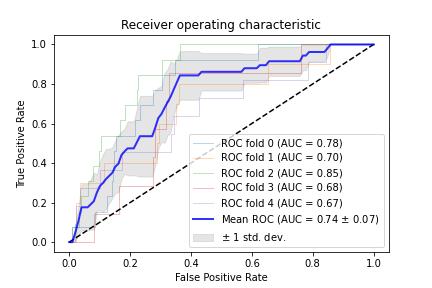 Receiver operating characteristic
1.0
0.8
0.6
0.4
0.2
0.0
True Positive Rate
ROC fold 0 (AUC = 0.78)
ROC fold 1 (AUC = 0.70)
ROC fold 2 (AUC = 0.85)
ROC fold 3 (AUC = 0.68)
ROC fold 4 (AUC = 0.67)
Mean ROC (AUC = 0.74 ± 0.07)
± 1 std. dev.
0.0 0.2 0.4 0.6 0.8 1.0
False Positive Rate